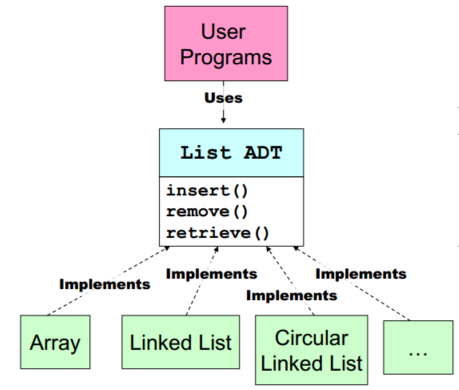 User
Programs
Uses
List ADT
insert()
remove()
retrieve()
Implements
Implements
Implements
Implements
Array
Linked List
Circular
Linked List
...